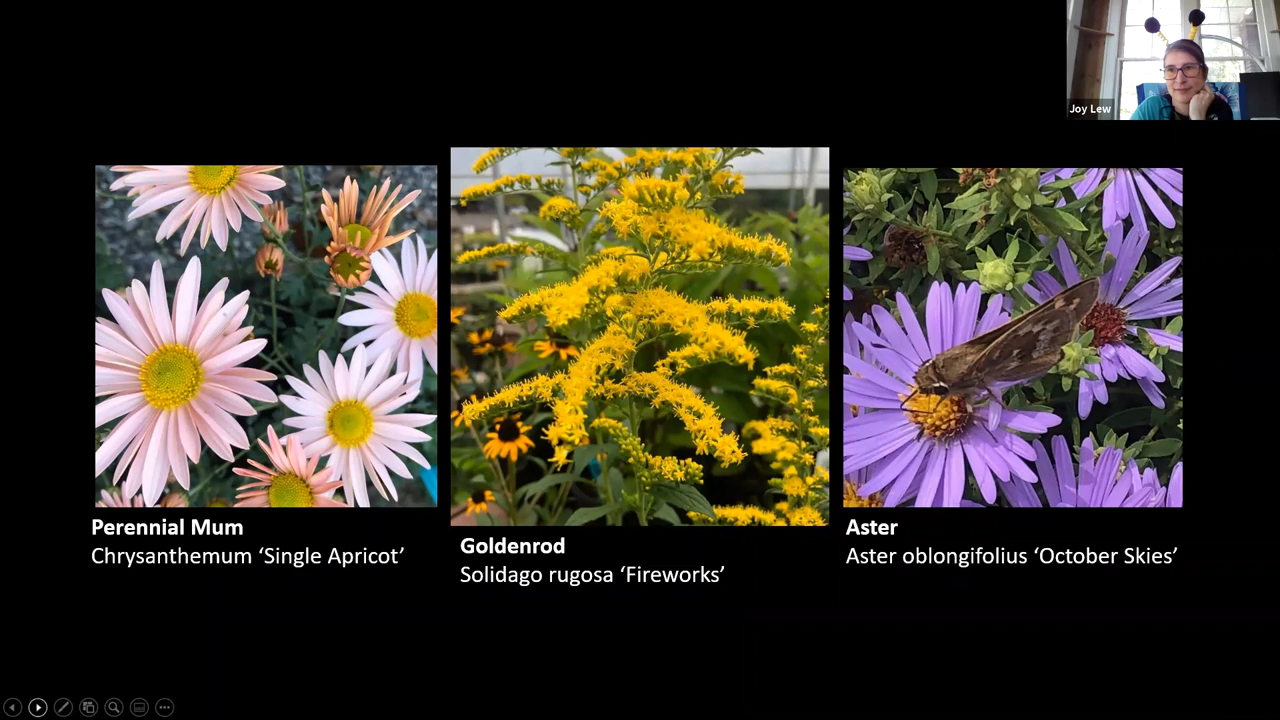 Joy Lew
Perennial Mum
Chrysanthemum ‘Single Apricot’
Goldenrod
Solidago rugosa ‘Fireworks’
Aster
Aster oblongifolius ‘October Skies’